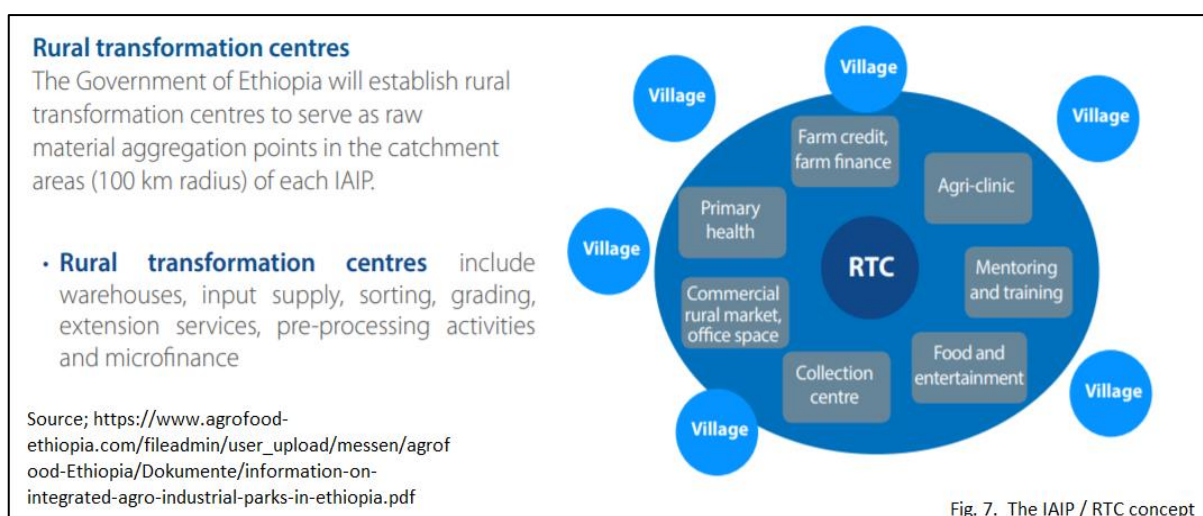 Rural transformation centres
The Government of Ethiopia will establish rural
transformation centres to serve as raw
material aggregation points in the catchment
areas (100 km radius) of each IAIP.
· Rural transformation centres include
warehouses, input supply, sorting, grading,
extension services, pre-processing activities
and microfinance
Source; https://www.agrofood-
ethiopia.com/fileadmin/user_upload/messen/agrof
ood-Ethiopia/Dokumente/information-on-
integrated-agro-industrial-parks-in-ethiopia.pdf
Village
Village
Village
Farm credit,
farm finance
Agri-clinic
Primary
health
Village
RTC
Mentoring
and training
Commercial
rural market,
office space
Food and
entertainment
Collection
centre
Village
Village
Fig. 7. The IAIP / RTC concept